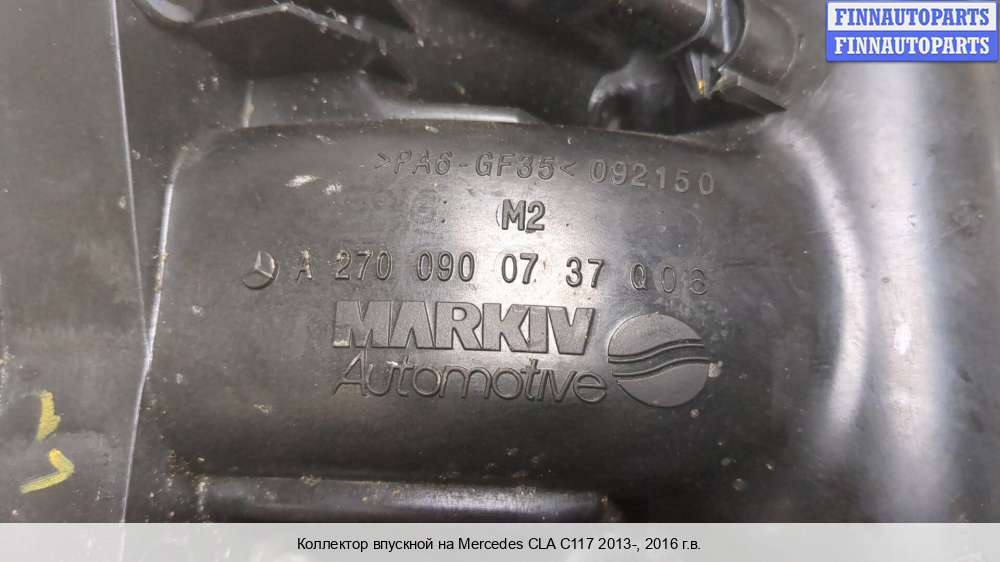 FINNAUTOPARTS
FINNAUTOPARTS
>PA6-GF35< 092150
M2
A 270 090 07 37 Q06
MARKIV
Automotive
Коллектор впускной на Mercedes CLA C117 2013-, 2016 г.в.